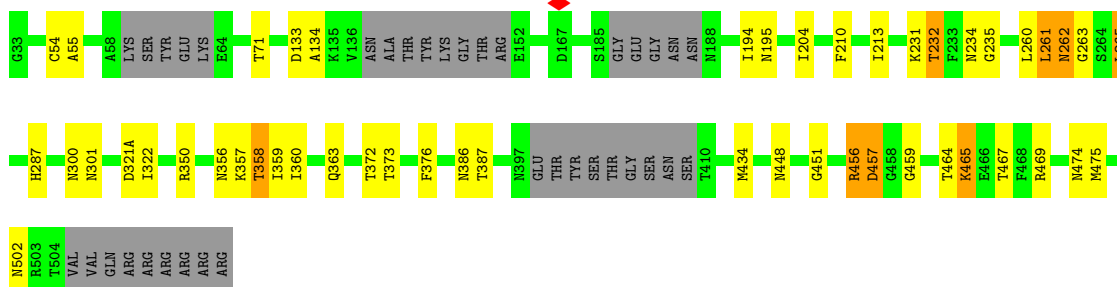 G33 C54 A55 A58 LYS SER TYR GLU LYS E64 T71 D133 A134 K135 V136 ASN ALA THR TYR LYS GLY THR ARG E152 D167 S185 GLY GLU GLY ASN ASN N188 I194 N195 I204 F210 I213 K231 T232 F233 N234 G235 L260 L261 N262 G263 S264
H287 N300 N301 D321A I322 R350 N356 K357 T358 I359 I360 Q363 T372 T373 F376 N386 T387 N397 GLU THR TYR SER THR GLY SER ASN SER T410 M434 N448 G451 R456 D457 G458 G459 T464 K465 E466 T467 F468 R469 N474 M475
N502 R503 T504 VAL VAL GLN ARG ARG ARG ARG ARG ARG